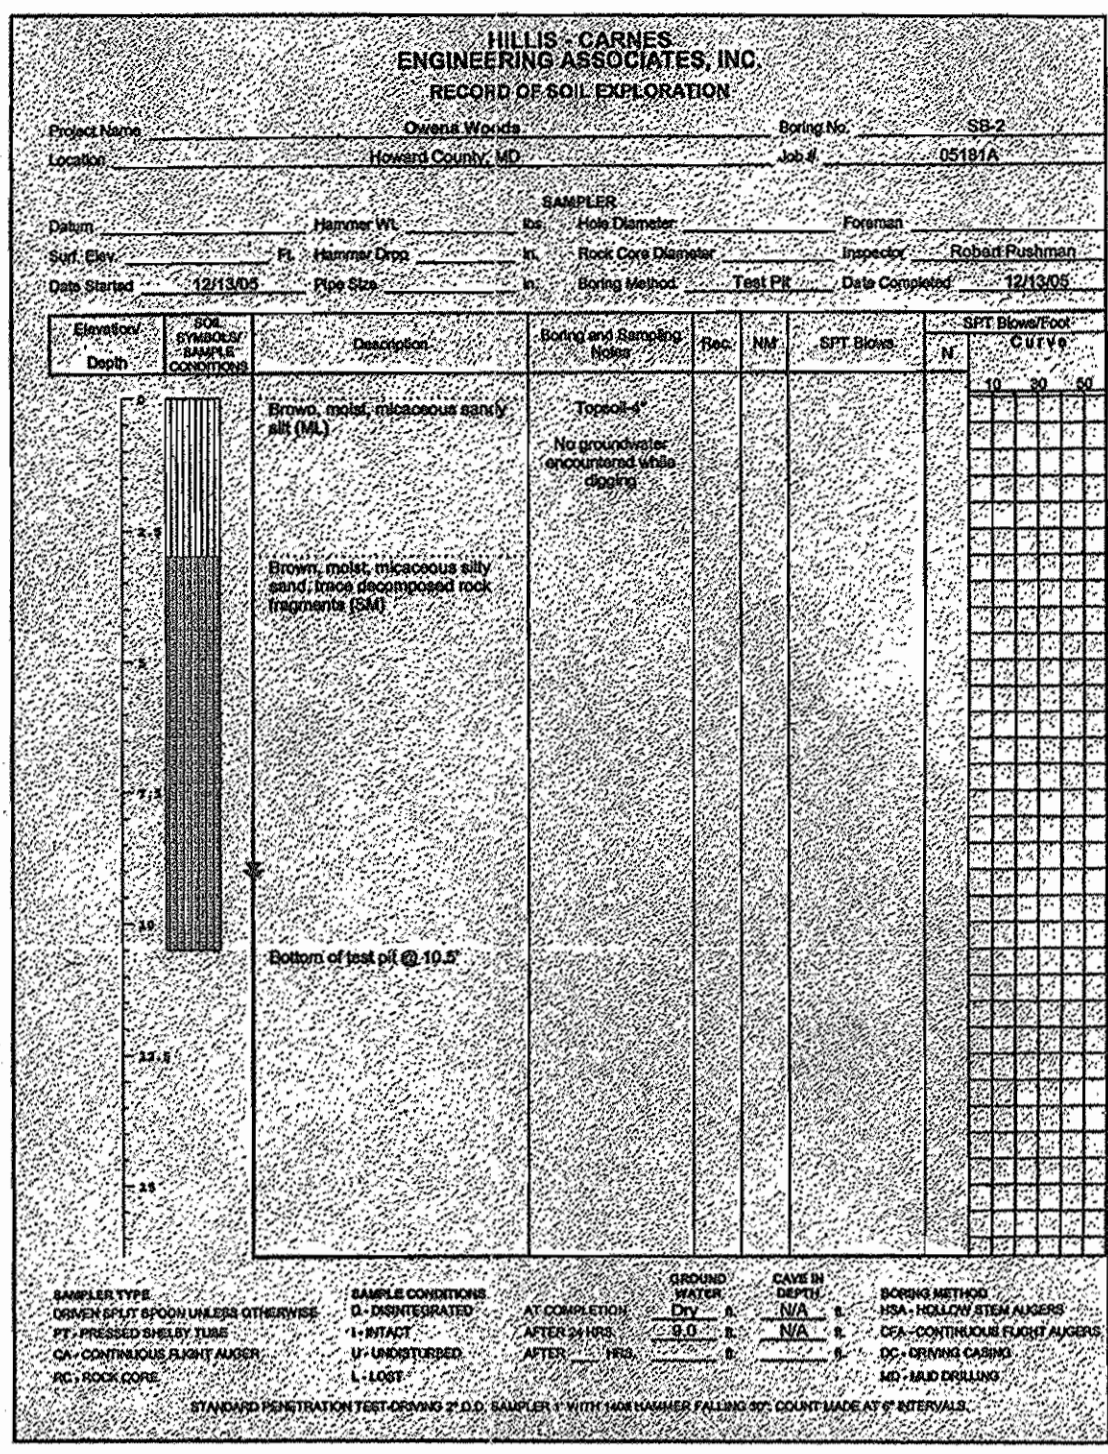 HILLIS - CARNES
ENGINEERING ASSOCIATES, INC.
RECORD OF SOIL EXPLORATION
Project Name Owens Woods Boring No. SB-2
Location Howard County, MD Job #. 05181A
SAMPLER
Datum Hammer Wt. lbs. Hole Diameter Foreman
Surf. Elev. Ft. Hammer Drop in. Rock Core Diameter Inspector Robert Rushman
Date Started 12/13/05 Pipe Size in. Boring Method Test Pit Date Completed 12/13/05
Elevation/ Depth
SOIL SYMBOLS/ SAMPLE CONDITIONS
Description
Boring and Sampling Notes
Rec. NM SPT Blows
SPT Blows/Foot
N Curve
10 30 50
0
Brown, moist, micaceous sandy
silt (ML)
Topsoil-4"
No groundwater
encountered while
digging
2.5
Brown, moist, micaceous silty
sand, trace decomposed rock
fragments (SM)
5
7.5
10
Bottom of test pit @ 10.5'
12.5
15
SAMPLER TYPE
DRIVEN SPLIT SPOON UNLESS OTHERWISE
PT - PRESSED SHELBY TUBE
CA - CONTINUOUS FLIGHT AUGER
RC - ROCK CORE
SAMPLE CONDITIONS
D - DISINTEGRATED
I - INTACT
U - UNDISTURBED
L - LOST
GROUND WATER CAVE IN DEPTH
AT COMPLETION Dry ft. N/A ft.
AFTER 24 HRS. 9.0 ft. N/A ft.
AFTER HRS. ft. ft.
BORING METHOD
HSA - HOLLOW STEM AUGERS
CFA - CONTINUOUS FLIGHT AUGERS
DC - DRIVING CASING
MD - MUD DRILLING
STANDARD PENETRATION TEST-DRIVING 2" O.D. SAMPLER 1' WITH 140# HAMMER FALLING 30": COUNT MADE AT 6" INTERVALS.